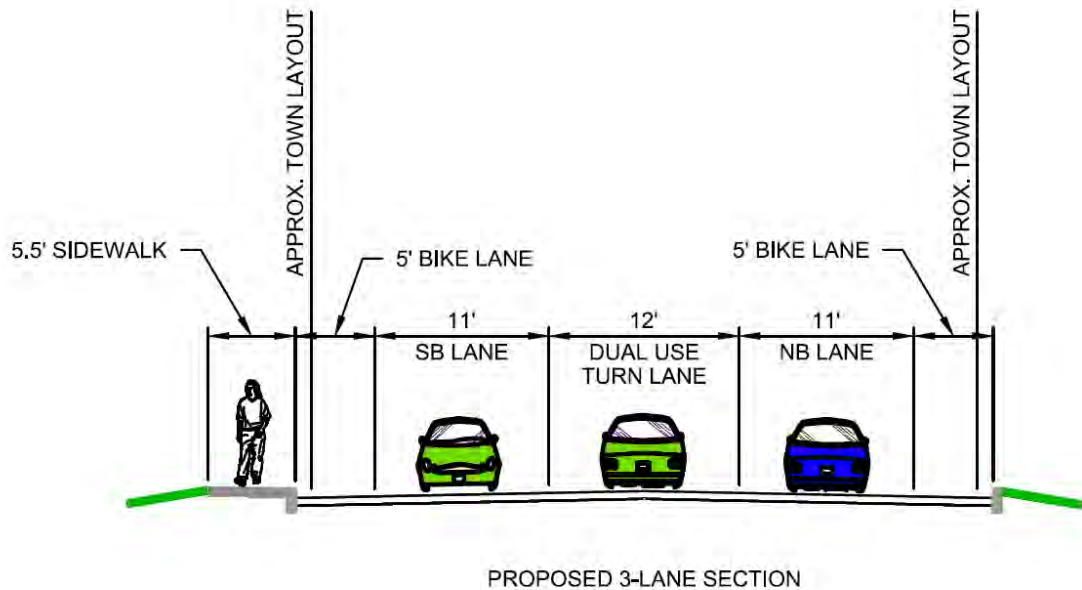 APPROX. TOWN LAYOUT
APPROX. TOWN LAYOUT
5.5' SIDEWALK
5' BIKE LANE
5' BIKE LANE
11'
SB LANE
12'
DUAL USE
TURN LANE
11'
NB LANE
PROPOSED 3-LANE SECTION